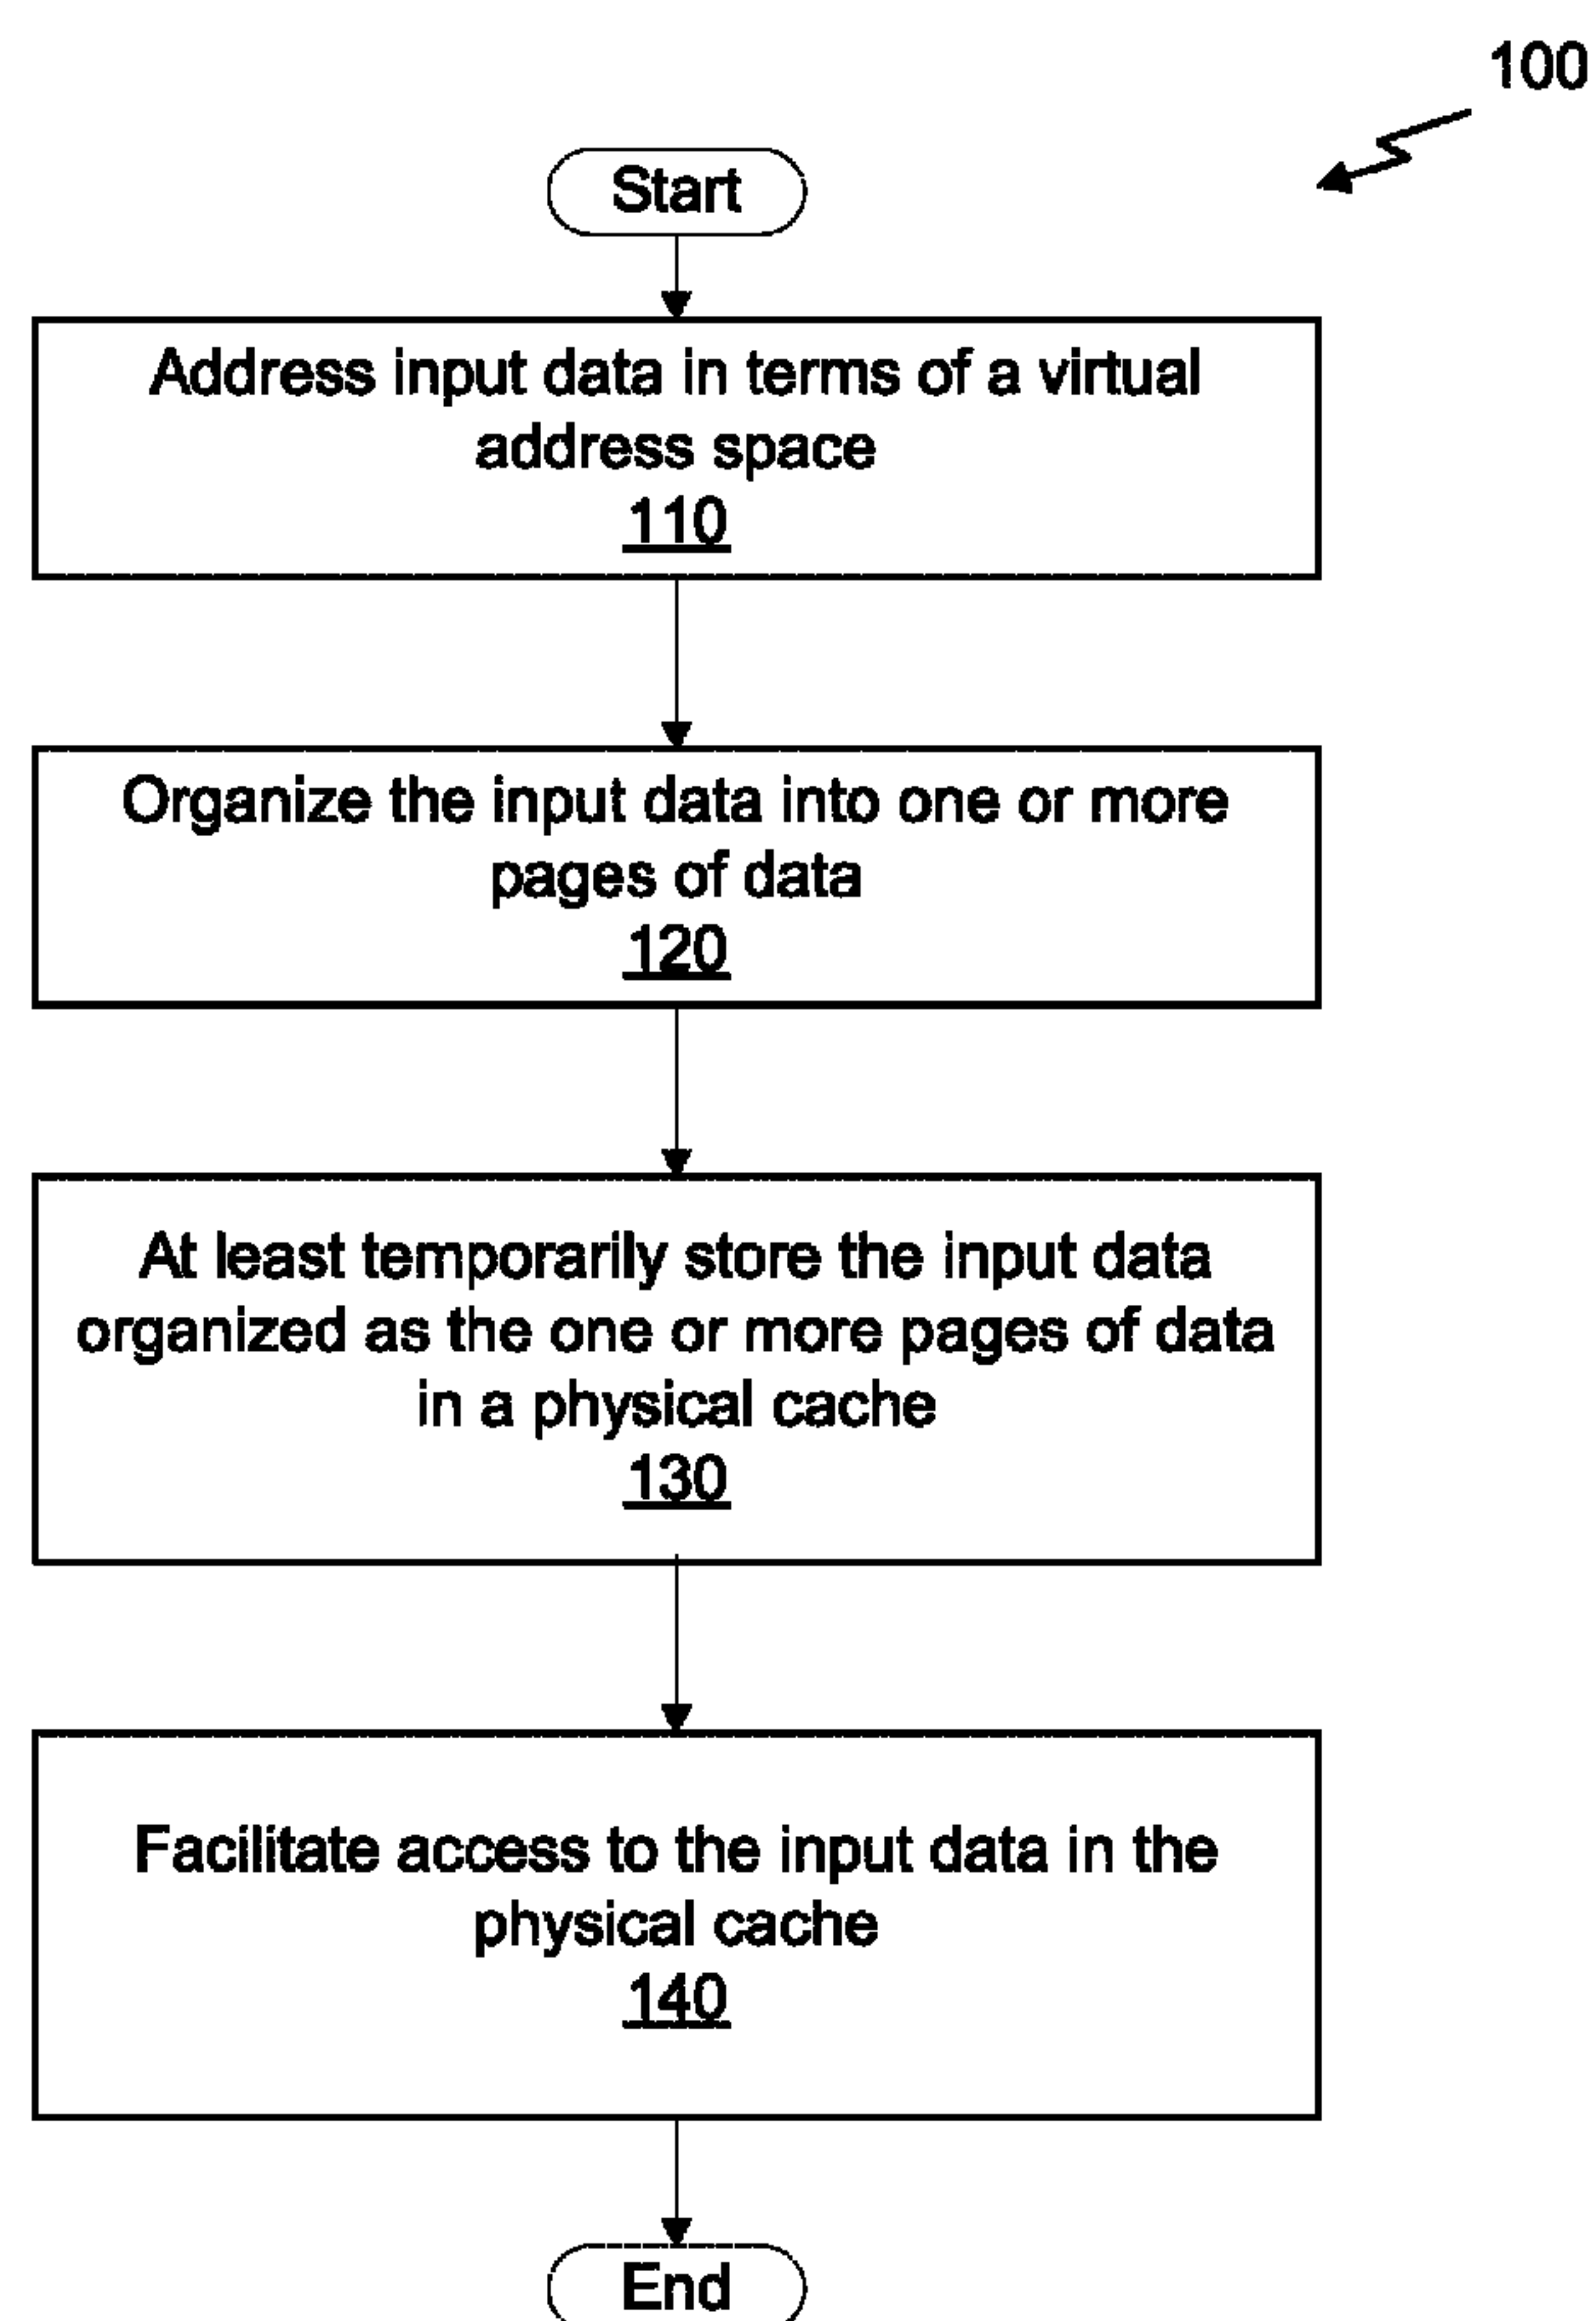 100
Start
Address input data in terms of a virtual
address space
110
Organize the input data into one or more
pages of data
120
At least temporarily store the input data
organized as the one or more pages of data
in a physical cache
130
Facilitate access to the input data in the
physical cache
140
End